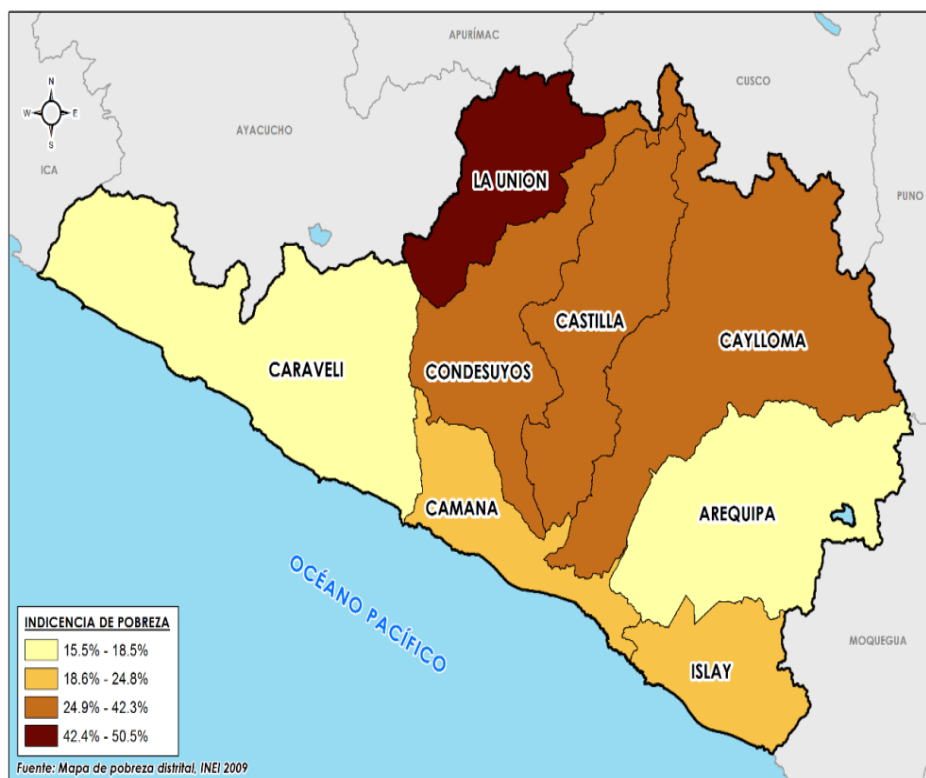 APURÍMAC
CUSCO
N
W E
S
AYACUCHO
ICA
LA UNION
PUNO
CASTILLA
CAYLLOMA
CARAVELI
CONDESUYOS
CAMANA
AREQUIPA
OCÉANO PACÍFICO
MOQUEGUA
ISLAY
INDICENCIA DE POBREZA
15.5% - 18.5%
18.6% - 24.8%
24.9% - 42.3%
42.4% - 50.5%
Fuente: Mapa de pobreza distrital, INEI 2009